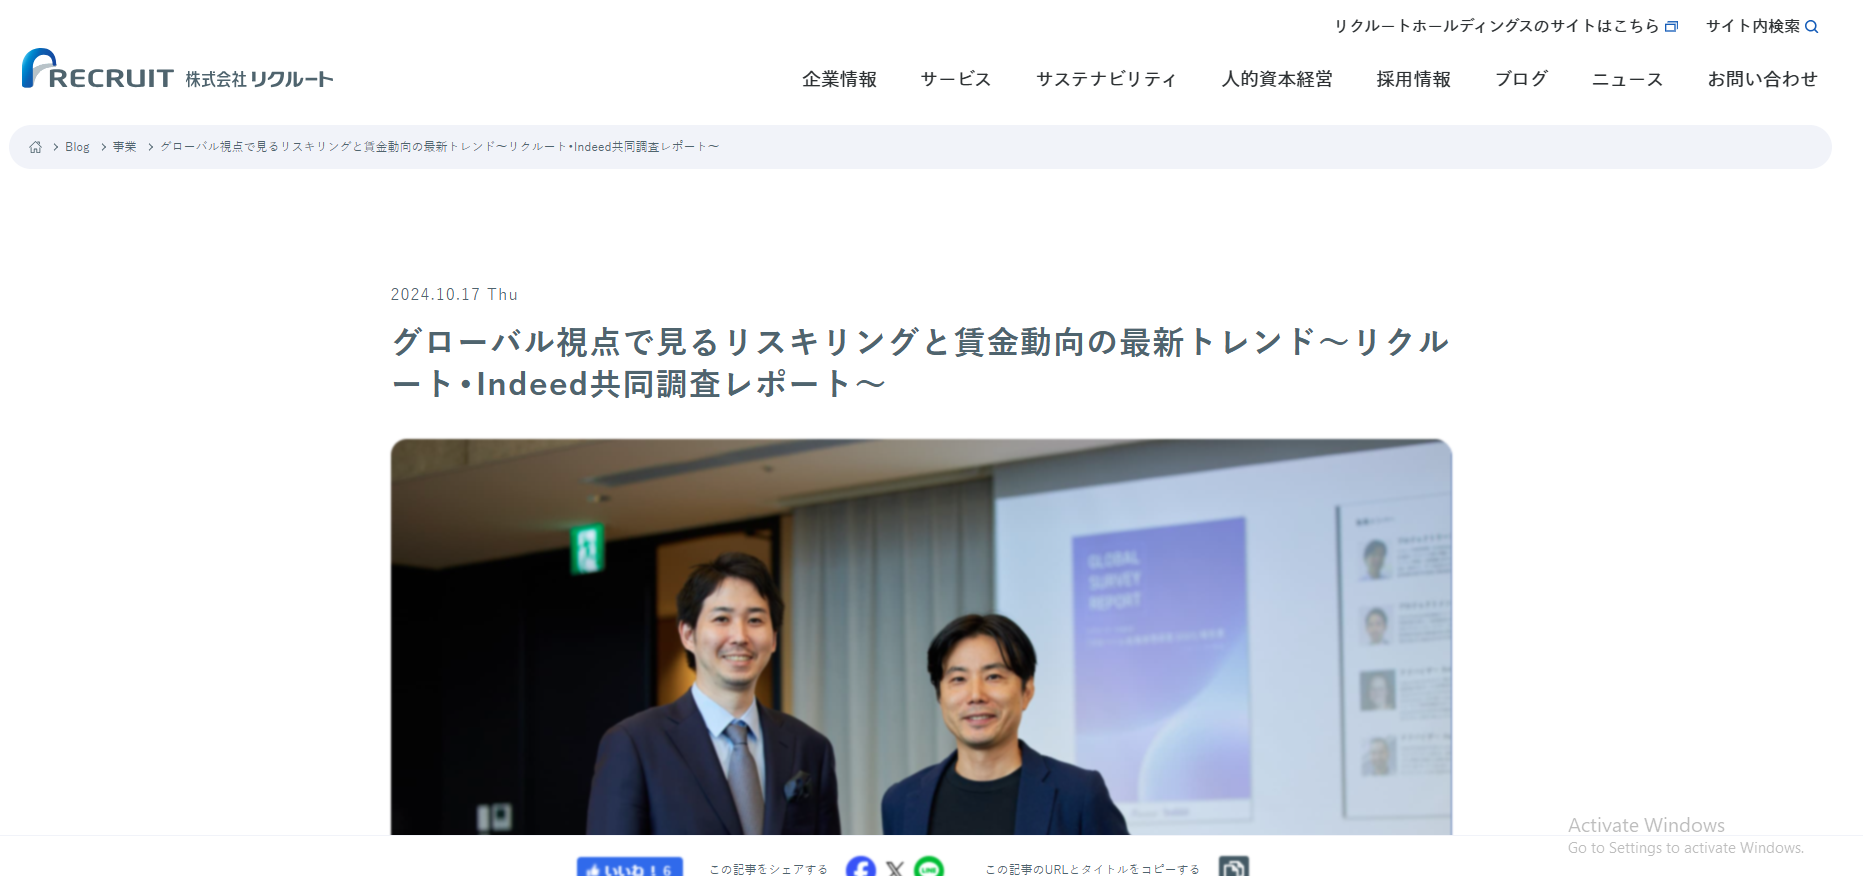 リクルートホールディングスのサイトはこちら サイト内検索
RECRUIT 株式会社 リクルート
企業情報 サービス サステナビリティ 人的資本経営 採用情報 ブログ ニュース お問い合わせ
Blog 事業 グローバル視点で見るリスキリングと賃金動向の最新トレンド～リクルート・Indeed共同調査レポート～
2024.10.17 Thu
グローバル視点で見るリスキリングと賃金動向の最新トレンド～リクル
ート・Indeed共同調査レポート～
GLOBAL
SURVEY
REPORT
Activate Windows
Go to Settings to activate Windows.
いいね！6 この記事をシェアする LINE この記事のURLとタイトルをコピーする